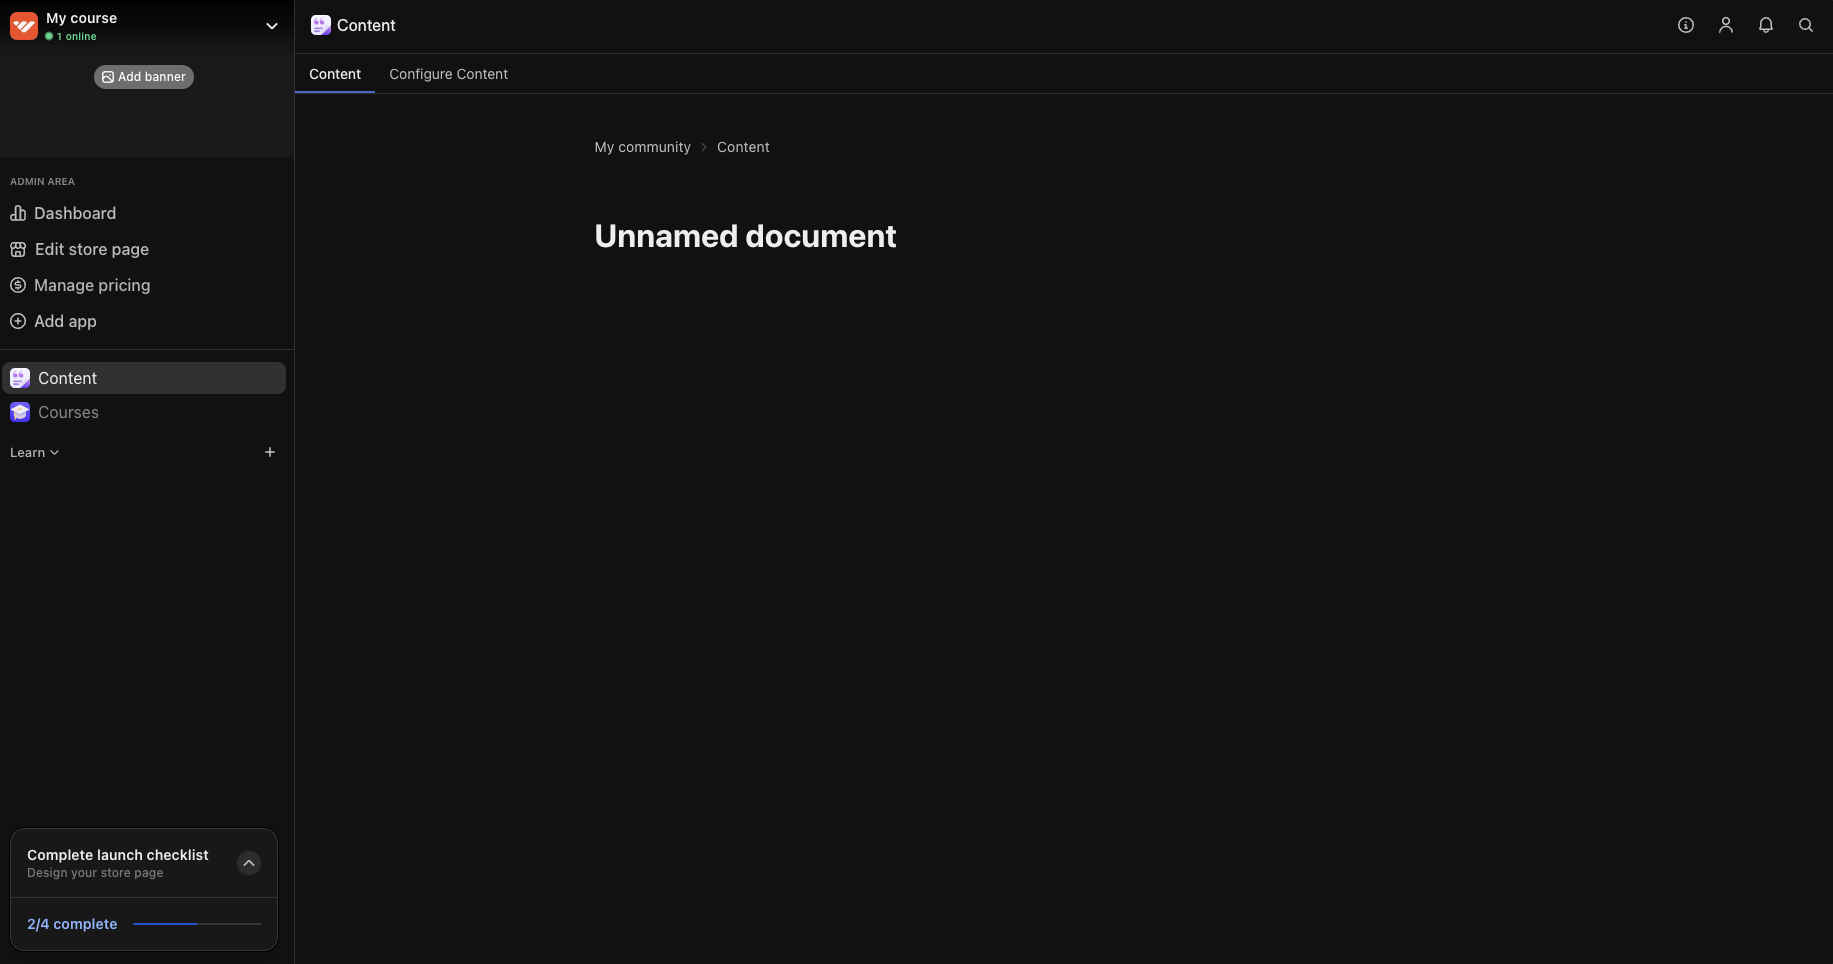 My course
1 online
Add banner
ADMIN AREA
Dashboard
Edit store page
Manage pricing
Add app
Content
Courses
Learn
Complete launch checklist
Design your store page
2/4 complete
Content
Content
Configure Content
My community
Content
Unnamed document